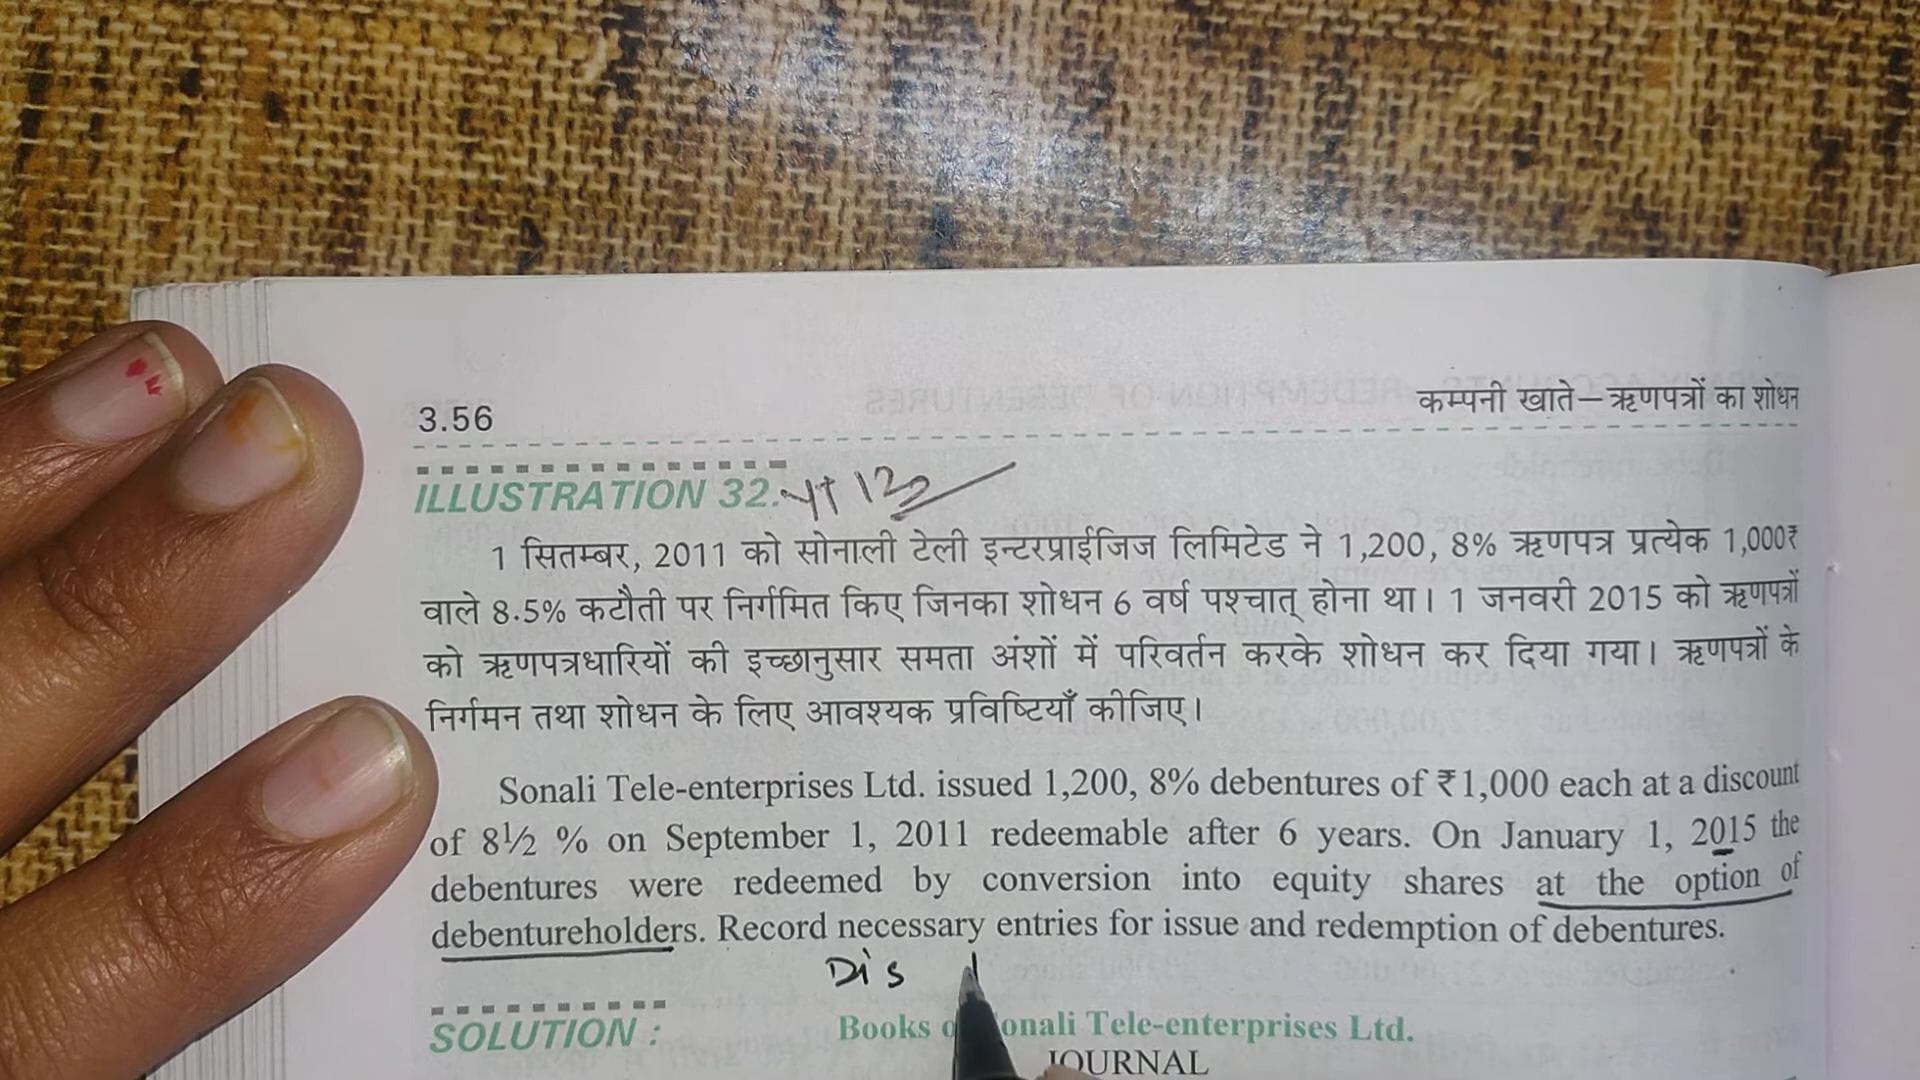 3.56
कम्पनी खाते–ऋणपत्रों का शोधन
ILLUSTRATION 32.
1 सितम्बर, 2011 को सोनाली टेली इन्टरप्राईजिज लिमिटेड ने 1,200, 8% ऋणपत्र प्रत्येक 1,000₹
वाले 8.5% कटौती पर निर्गमित किए जिनका शोधन 6 वर्ष पश्चात् होना था। 1 जनवरी 2015 को ऋणपत्रों
को ऋणपत्रधारियों की इच्छानुसार समता अंशों में परिवर्तन करके शोधन कर दिया गया। ऋणपत्रों के
निर्गमन तथा शोधन के लिए आवश्यक प्रविष्टियाँ कीजिए।
Sonali Tele-enterprises Ltd. issued 1,200, 8% debentures of ₹1,000 each at a discount
of 8½ % on September 1, 2011 redeemable after 6 years. On January 1, 2015 the
debentures were redeemed by conversion into equity shares at the option of
debentureholders. Record necessary entries for issue and redemption of debentures.
Dis
SOLUTION :
Books Tele-enterprises Ltd.
JOURNAL